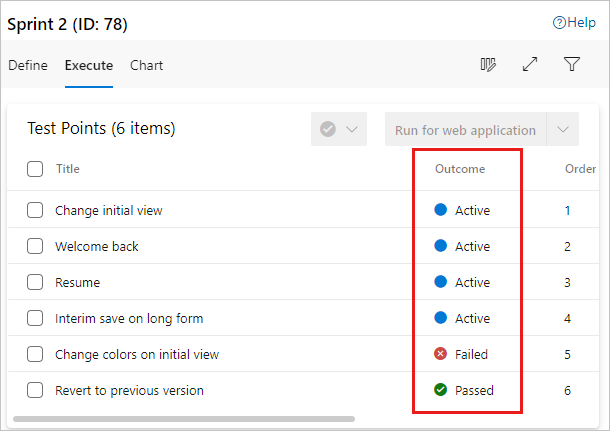 Sprint 2 (ID: 78) Help
Define Execute Chart
Test Points (6 items) Run for web application
Title Outcome Order
Change initial view Active 1
Welcome back Active 2
Resume Active 3
Interim save on long form Active 4
Change colors on initial view Failed 5
Revert to previous version Passed 6